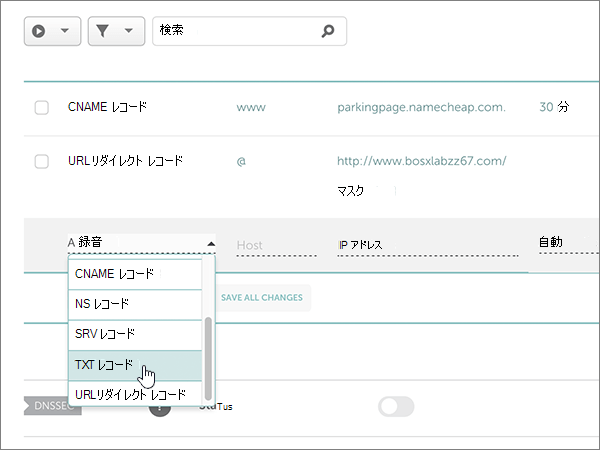 検索
CNAME レコード www parkingpage.namecheap.com. 30 分
URLリダイレクト レコード @ http://www.bosxlabzz67.com/
マスク
A 録音 Host IP アドレス 自動
CNAME レコード
NS レコード
SAVE ALL CHANGES
SRV レコード
TXT レコード
URLリダイレクト レコード
DNSSEC ? StaTus